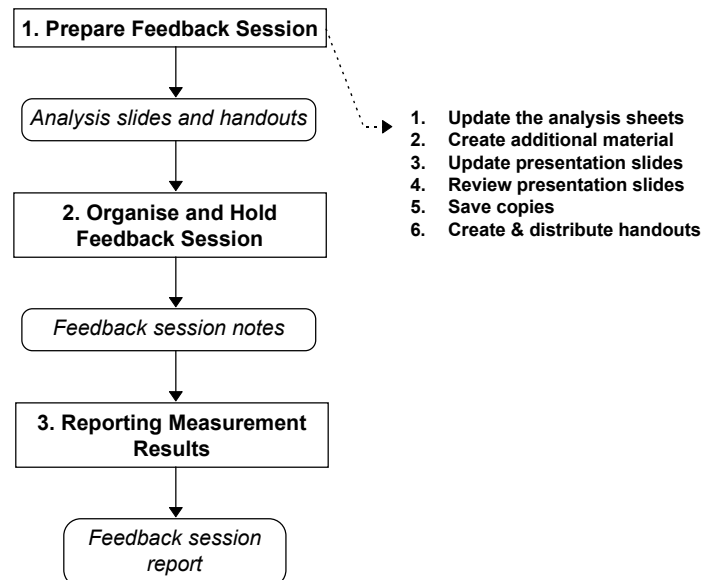 1. Prepare Feedback Session
Analysis slides and handouts
2. Organise and Hold
Feedback Session
Feedback session notes
3. Reporting Measurement
Results
Feedback session
report
1. Update the analysis sheets
2. Create additional material
3. Update presentation slides
4. Review presentation slides
5. Save copies
6. Create & distribute handouts